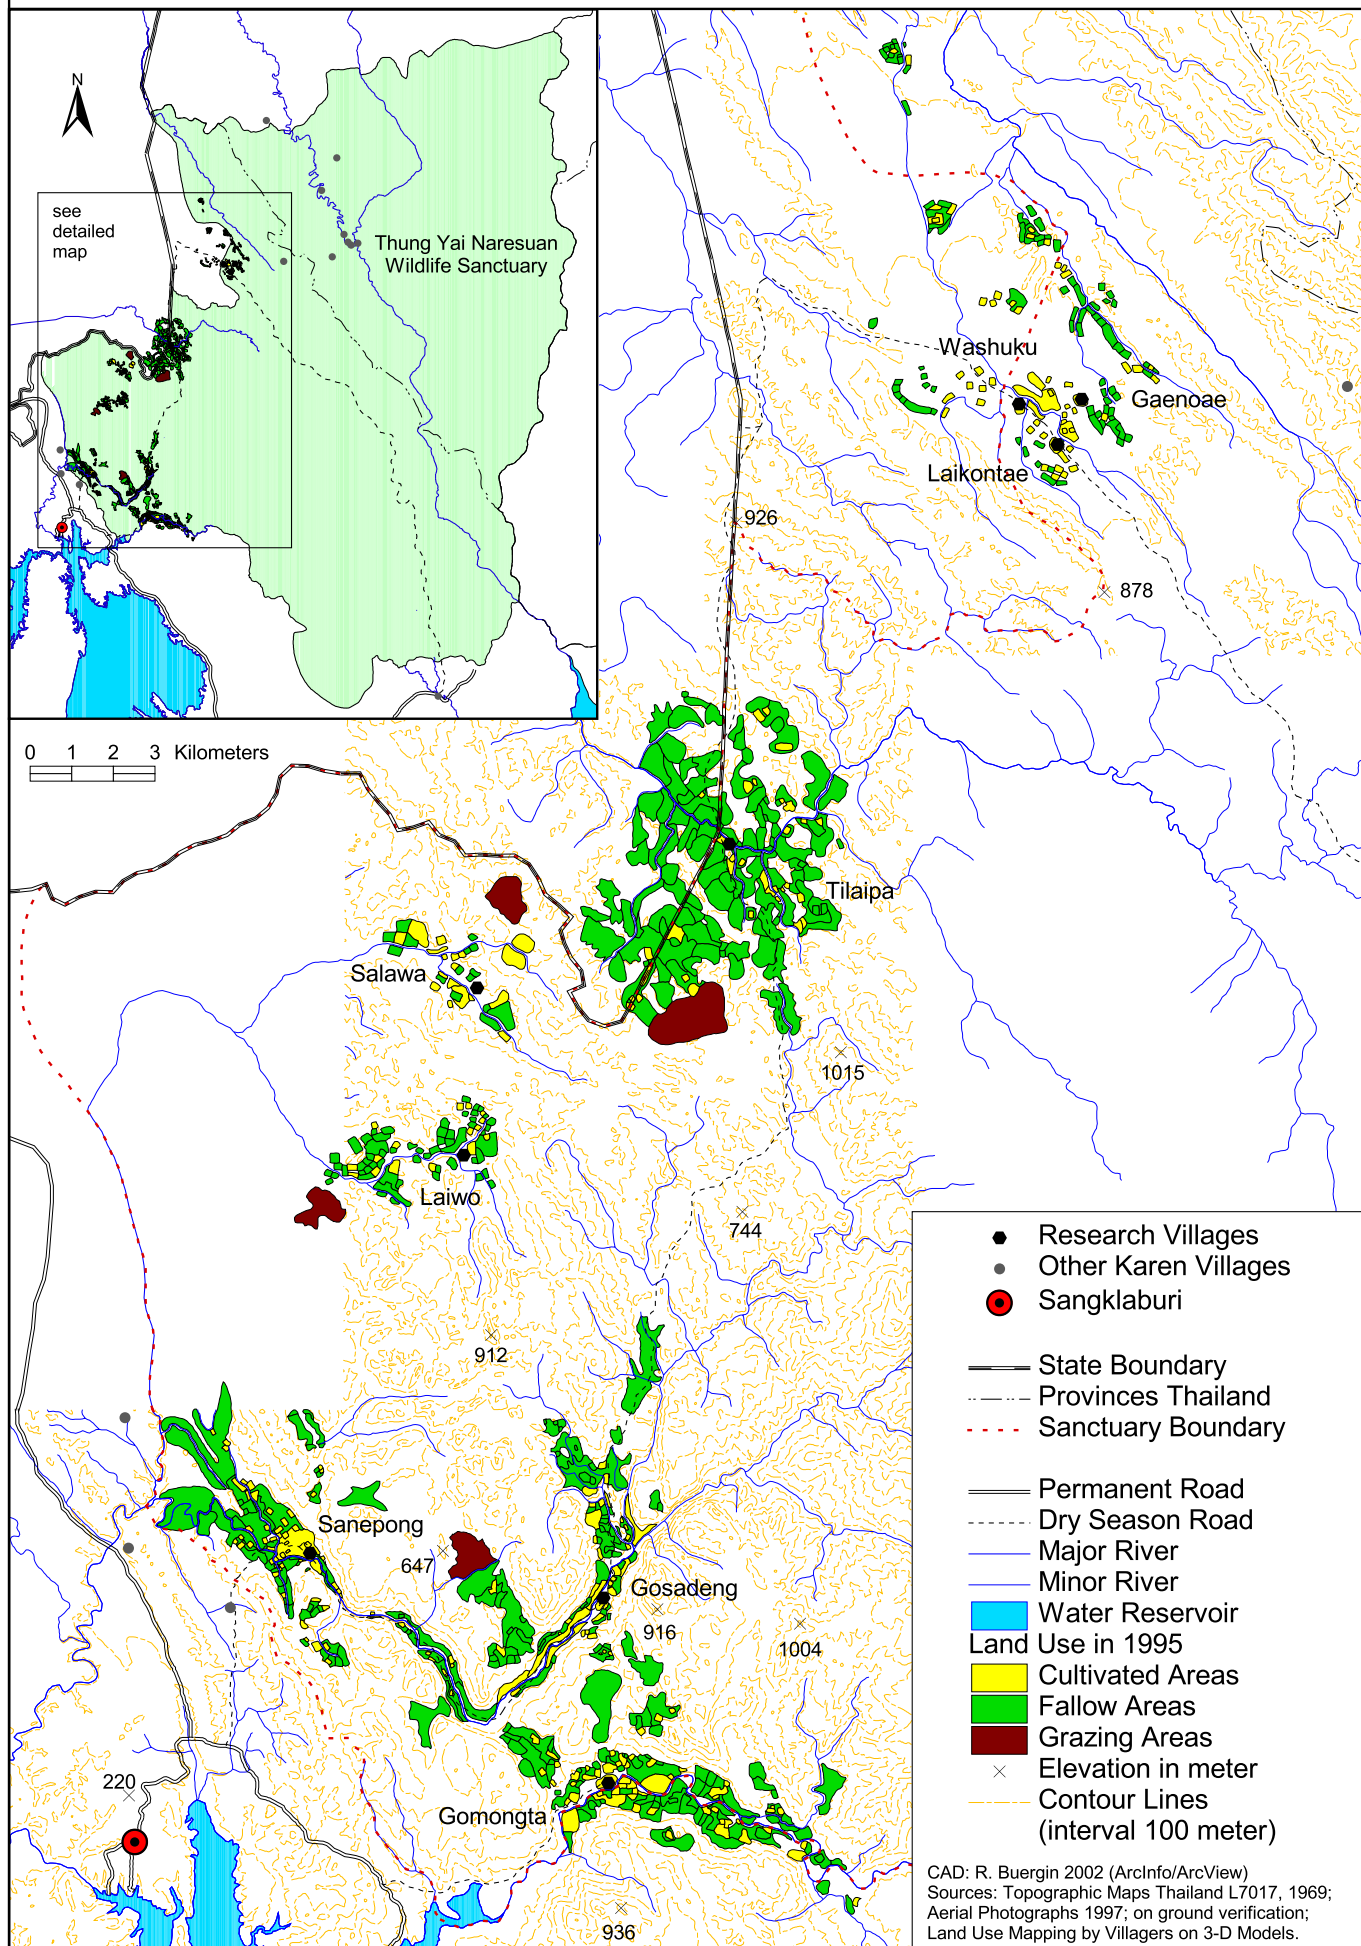 N
see
detailed
map
Thung Yai Naresuan
Wildlife Sanctuary
Washuku
Gaenoae
Laikontae
926
878
0 1 2 3 Kilometers
Tilaipa
Salawa
1015
Laiwo
744
912
Sanepong
647
Gosadeng
916
1004
220
Gomongta
936
Research Villages
Other Karen Villages
Sangklaburi
State Boundary
Provinces Thailand
Sanctuary Boundary
Permanent Road
Dry Season Road
Major River
Minor River
Water Reservoir
Land Use in 1995
Cultivated Areas
Fallow Areas
Grazing Areas
Elevation in meter
Contour Lines
(interval 100 meter)
CAD: R. Buergin 2002 (ArcInfo/ArcView)
Sources: Topographic Maps Thailand L7017, 1969;
Aerial Photographs 1997; on ground verification;
Land Use Mapping by Villagers on 3-D Models.